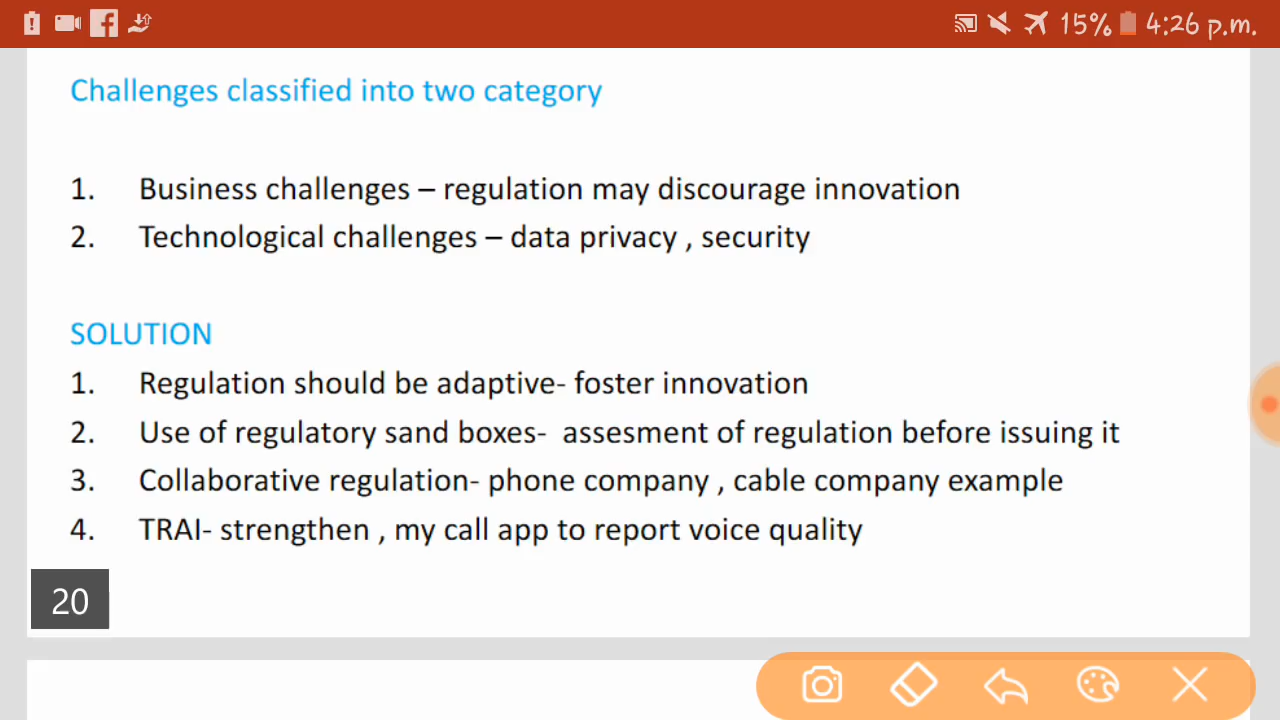 15% 4:26 p.m.
Challenges classified into two category
1. Business challenges – regulation may discourage innovation
2. Technological challenges – data privacy , security
SOLUTION
1. Regulation should be adaptive- foster innovation
2. Use of regulatory sand boxes- assesment of regulation before issuing it
3. Collaborative regulation- phone company , cable company example
4. TRAI- strengthen , my call app to report voice quality
20